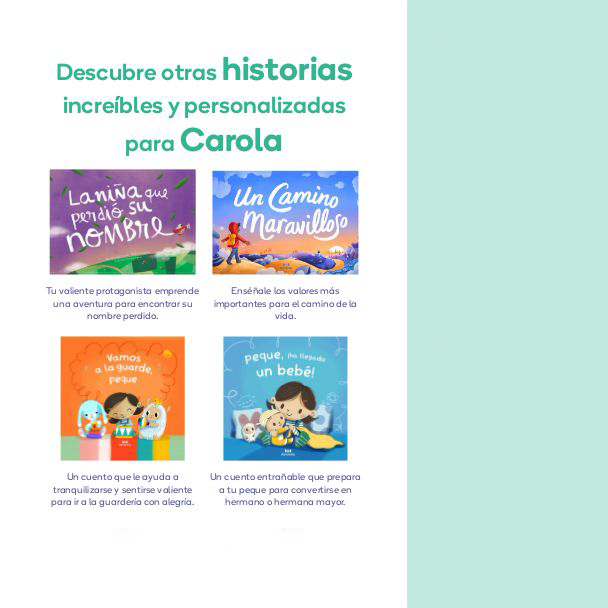 Descubre otras historias
increíbles y personalizadas
para Carola
La niña que
perdió su
nombre
Un Camino
Maravilloso
Tu valiente protagonista emprende
una aventura para encontrar su
nombre perdido.
Enséñale los valores más
importantes para el camino de la
vida.
Vamos
a la guarde,
peque
peque, ¡ha llegado
un bebé!
Un cuento que le ayuda a
tranquilizarse y sentirse valiente
para ir a la guardería con alegría.
Un cuento entrañable que prepara
a tu peque para convertirse en
hermano o hermana mayor.